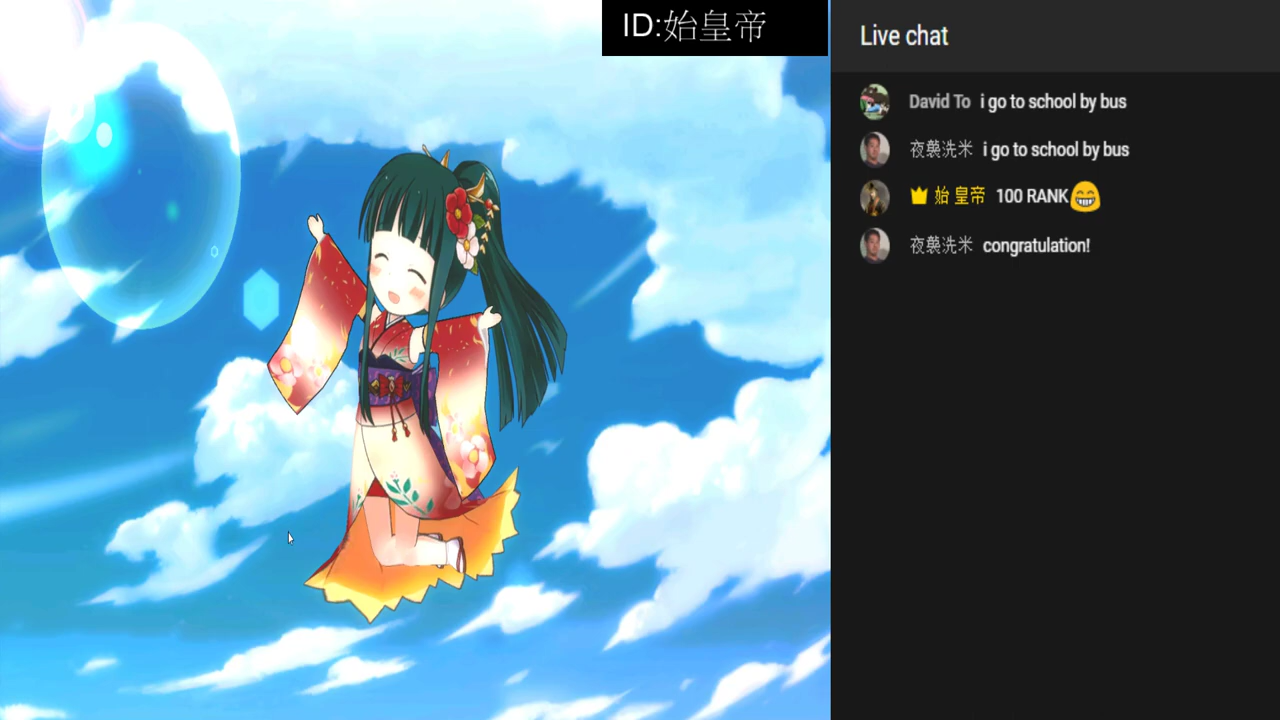 ID:始皇帝
Live chat
David To i go to school by bus
夜襲洗米 i go to school by bus
始 皇帝 100 RANK😁
夜襲洗米 congratulation!